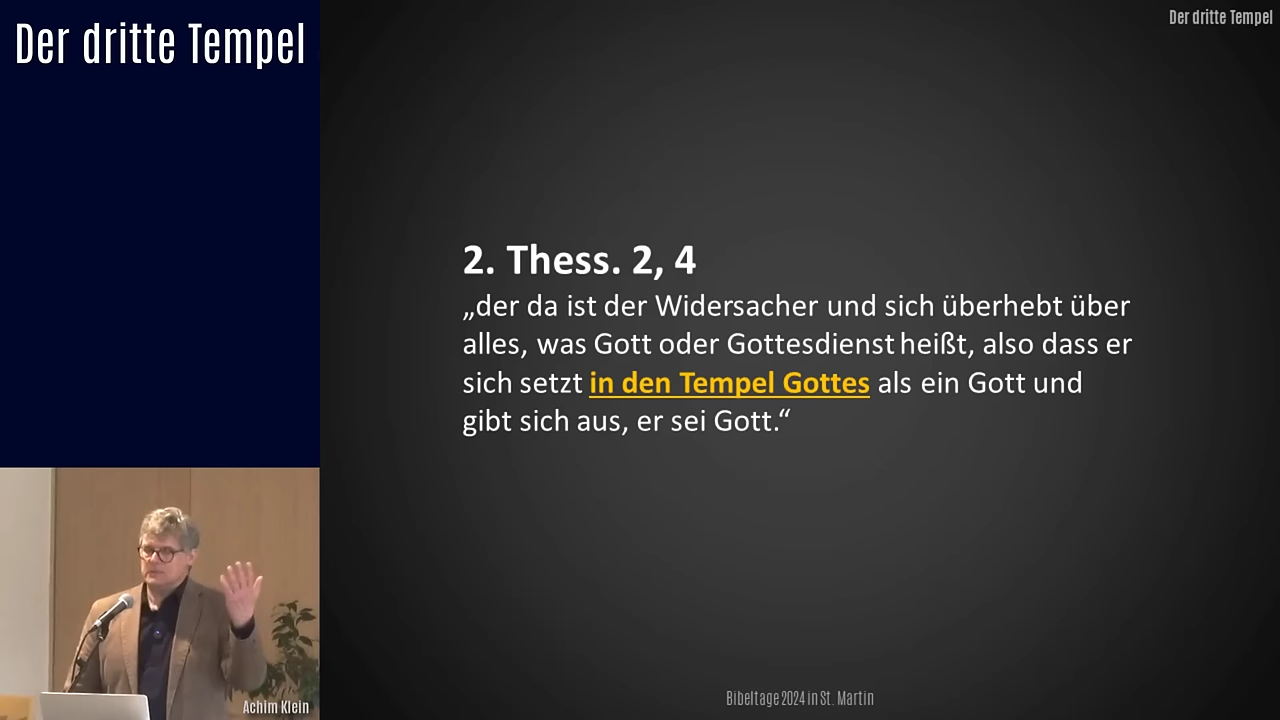 Der dritte Tempel
Der dritte Tempel
2. Thess. 2, 4
„der da ist der Widersacher und sich überhebt über
alles, was Gott oder Gottesdienst heißt, also dass er
sich setzt in den Tempel Gottes als ein Gott und
gibt sich aus, er sei Gott.“
Achim Klein
Bibeltage 2024 in St. Martin